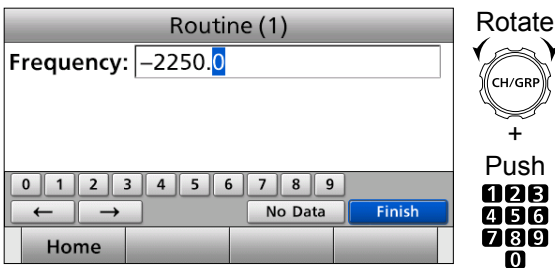 Routine (1)
Frequency: –2250.0
0 1 2 3 4 5 6 7 8 9
← → No Data Finish
Home
Rotate
CH/GRP
+
Push
1 2 3
4 5 6
7 8 9
0